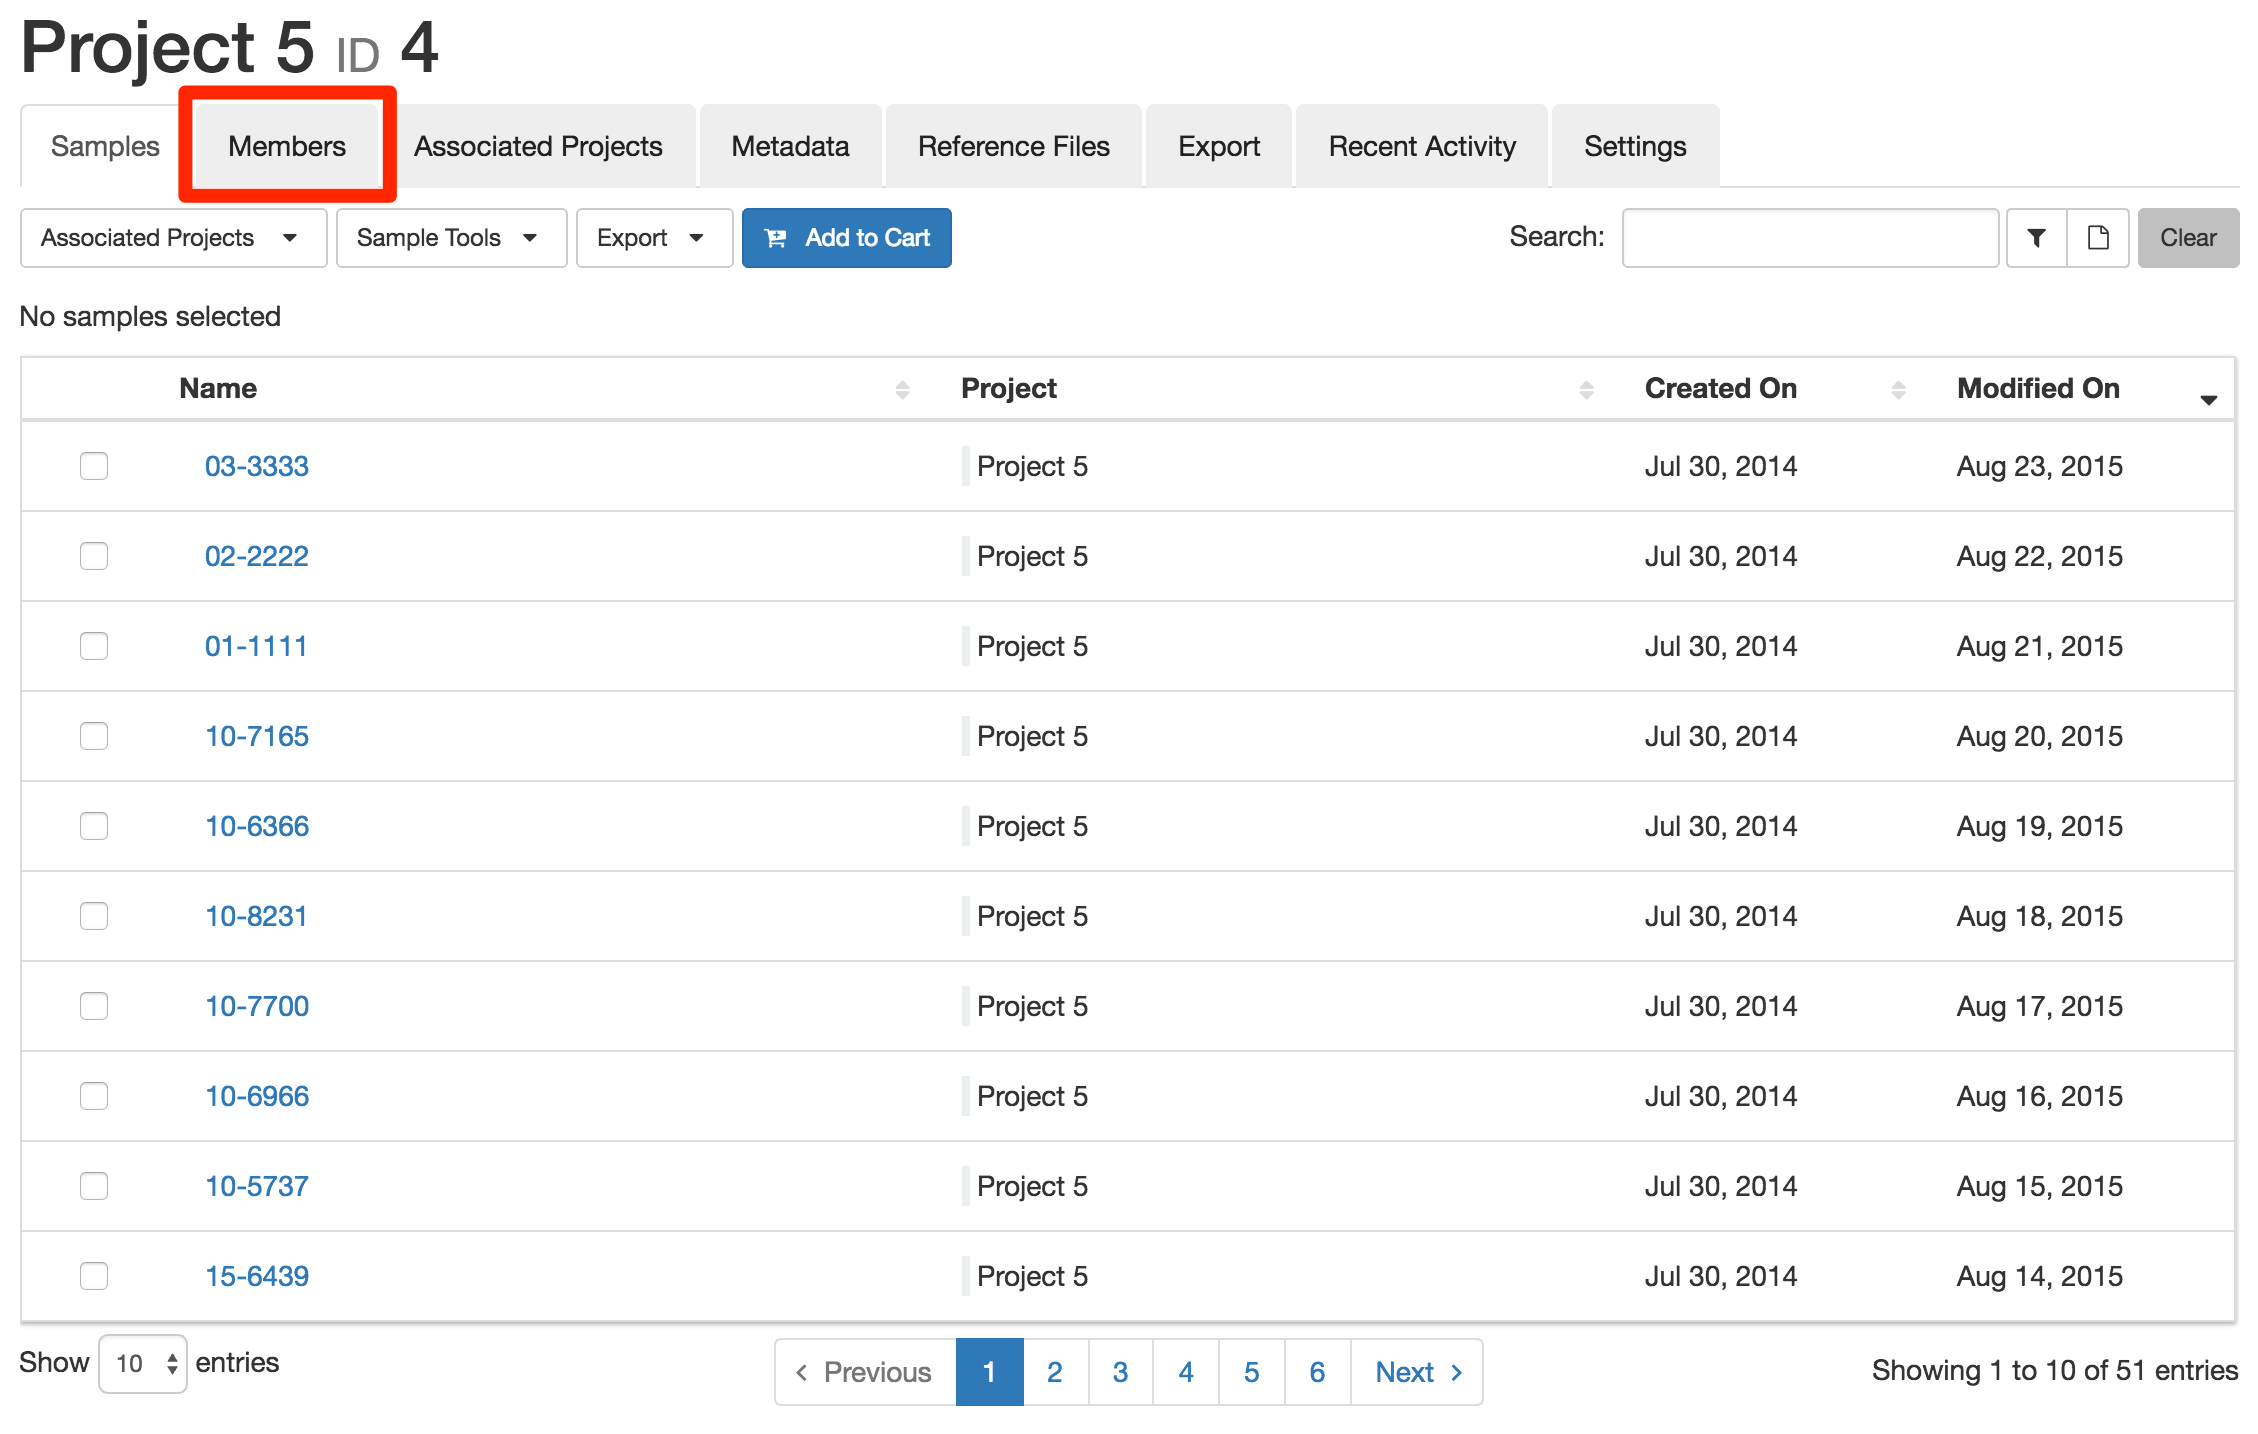 Project 5 ID 4
Samples Members Associated Projects Metadata Reference Files Export Recent Activity Settings
Associated Projects Sample Tools Export Add to Cart Search: Clear
No samples selected
Name Project Created On Modified On
03-3333 Project 5 Jul 30, 2014 Aug 23, 2015
02-2222 Project 5 Jul 30, 2014 Aug 22, 2015
01-1111 Project 5 Jul 30, 2014 Aug 21, 2015
10-7165 Project 5 Jul 30, 2014 Aug 20, 2015
10-6366 Project 5 Jul 30, 2014 Aug 19, 2015
10-8231 Project 5 Jul 30, 2014 Aug 18, 2015
10-7700 Project 5 Jul 30, 2014 Aug 17, 2015
10-6966 Project 5 Jul 30, 2014 Aug 16, 2015
10-5737 Project 5 Jul 30, 2014 Aug 15, 2015
15-6439 Project 5 Jul 30, 2014 Aug 14, 2015
Show 10 entries Previous 1 2 3 4 5 6 Next Showing 1 to 10 of 51 entries